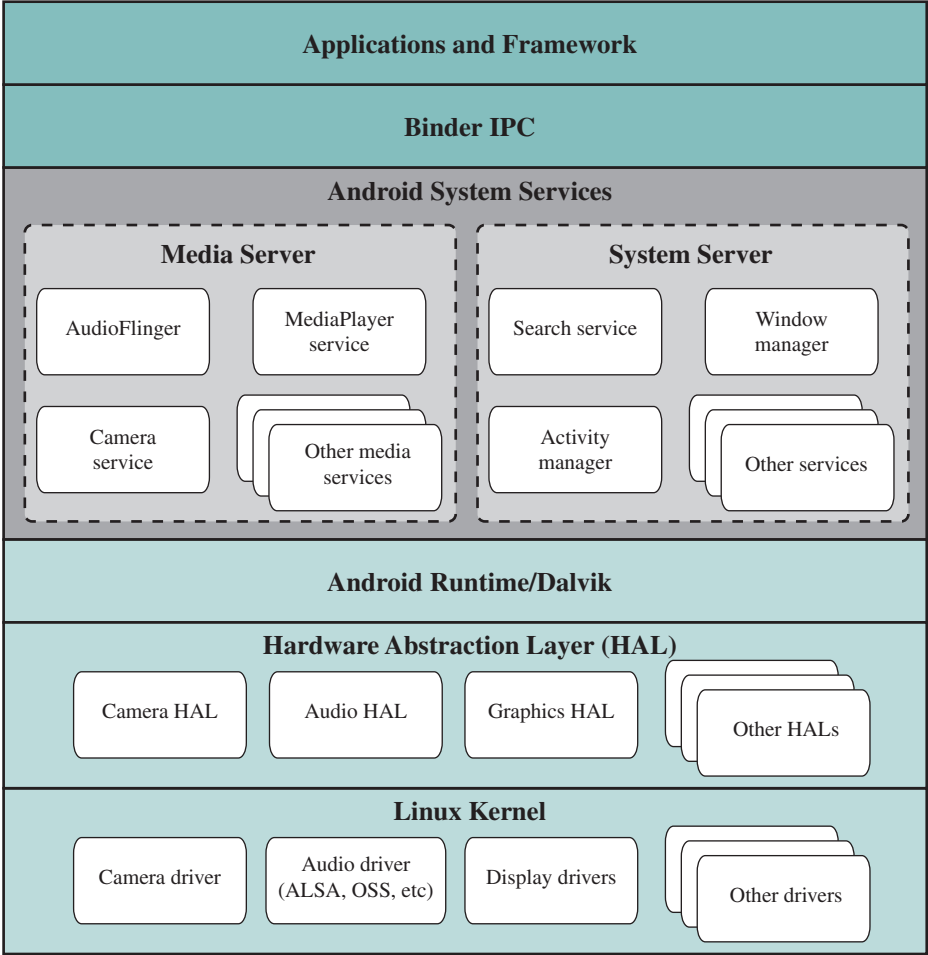 Applications and Framework
Binder IPC
Android System Services
Media Server
AudioFlinger
MediaPlayer
service
Camera
service
Other media
services
System Server
Search service
Window
manager
Activity
manager
Other services
Android Runtime/Dalvik
Hardware Abstraction Layer (HAL)
Camera HAL
Audio HAL
Graphics HAL
Other HALs
Linux Kernel
Camera driver
Audio driver
(ALSA, OSS, etc)
Display drivers
Other drivers